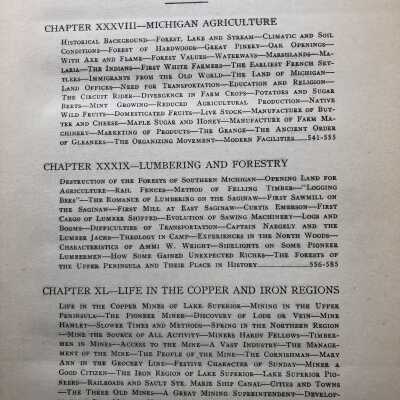 CHAPTER XXXVIII—MICHIGAN AGRICULTURE
Historical Background—Forest, Lake and Stream—Climatic and Soil
Conditions—Forest of Hardwoods—Great Pinery—Oak Openings—
With Axe and Flame—Forest Values—Waterways—Marshlands—Ma-
laria—The Indians—First White Farmers—The Earliest French Set-
tlers—Immigrants from the Old World—The Land of Michigan—
Land Offices—Need for Transportation—Education and Religion—
The Circuit Rider—Divergence in Farm Crops—Potatoes and Sugar
Beets—Mint Growing—Reduced Agricultural Production—Native
Wild Fruits—Domesticated Fruits—Live Stock—Manufacture of But-
ter and Cheese—Maple Sugar and Honey—Manufacture of Farm Ma-
chinery—Marketing of Products—The Grange—The Ancient Order
of Gleaners—The Organizing Movement—Modern Facilities.....541-555
CHAPTER XXXIX—LUMBERING AND FORESTRY
Destruction of the Forests of Southern Michigan—Opening Land for
Agriculture—Rail Fences—Method of Felling Timber—"Logging
Bees"—The Romance of Lumbering on the Saginaw—First Sawmill on
the Saginaw—First Mill at East Saginaw—Curtis Emerson—First
Cargo of Lumber Shipped—Evolution of Sawing Machinery—Logs and
Booms—Difficulties of Transportation—Captain Naegely and the
Lumber Jacks—Theology in Camp—Experiences in the North Woods—
Characteristics of Ammi W. Wright—Sidelights on Some Pioneer
Lumbermen—How Some Gained Unexpected Riches—The Forests of
the Upper Peninsula and Their Place in History.....556-585
CHAPTER XL—LIFE IN THE COPPER AND IRON REGIONS
Life in the Copper Mines of Lake Superior—Mining in the Upper
Peninsula—The Pioneer Miner—Discovery of Lode or Vein—Mine
Hamlet—Slower Times and Methods—Spring in the Northern Region
—Mine the Source of All Activity—Miners Hardy Fellows—Timber-
men in Mines—Access to the Mine—A Vast Industry—The Manage-
ment of the Mine—The People of the Mine—The Cornishman—Mary
Ann in the Grocery Line—Festive Character of Sunday—Miner a
Good Citizen—The Iron Region of Lake Superior—Lake Superior Pio-
neers—Railroads and Sault Ste. Marie Ship Canal—Cities and Towns
—The Three Old Mines—A Great Mining Superintendent—Develop-